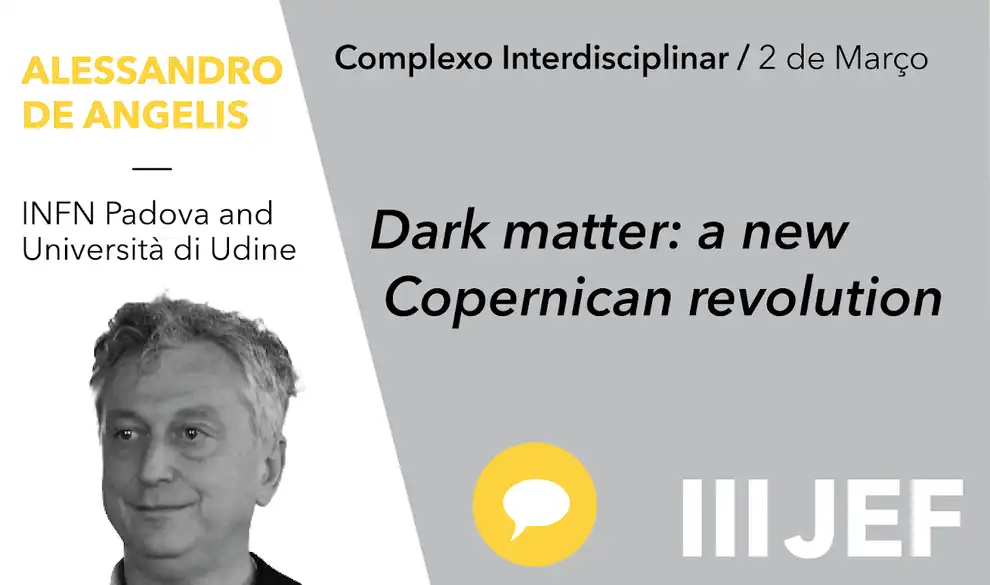 ALESSANDRO
DE ANGELIS
INFN Padova and
Università di Udine
Complexo Interdisciplinar / 2 de Março
Dark matter: a new
Copernican revolution
III JEF